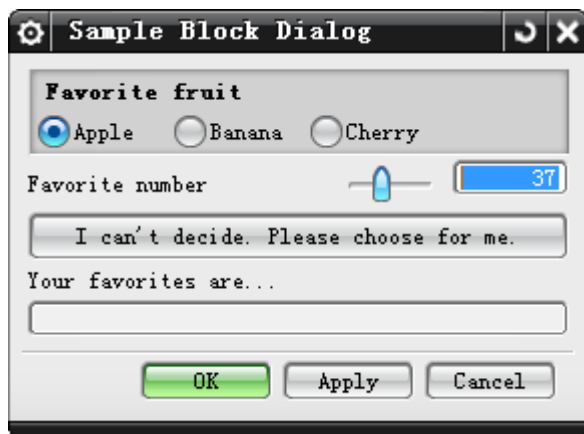 Sample Block Dialog
Favorite fruit
Apple Banana Cherry
Favorite number 37
I can't decide. Please choose for me.
Your favorites are...
OK Apply Cancel